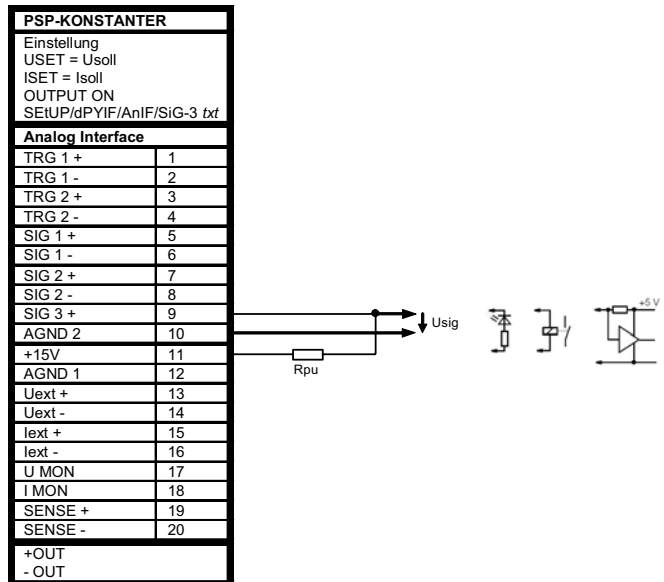 PSP-KONSTANTER
Einstellung
USET = Usoll
ISET = Isoll
OUTPUT ON
SEtUP/dPYIF/AnIF/SiG-3 txt
Analog Interface
TRG 1 + 1
TRG 1 - 2
TRG 2 + 3
TRG 2 - 4
SIG 1 + 5
SIG 1 - 6
SIG 2 + 7
SIG 2 - 8
SIG 3 + 9
AGND 2 10
+15V 11
AGND 1 12
Uext + 13
Uext - 14
Iext + 15
Iext - 16
U MON 17
I MON 18
SENSE + 19
SENSE - 20
+OUT
- OUT
Rpu
Usig
+5 V